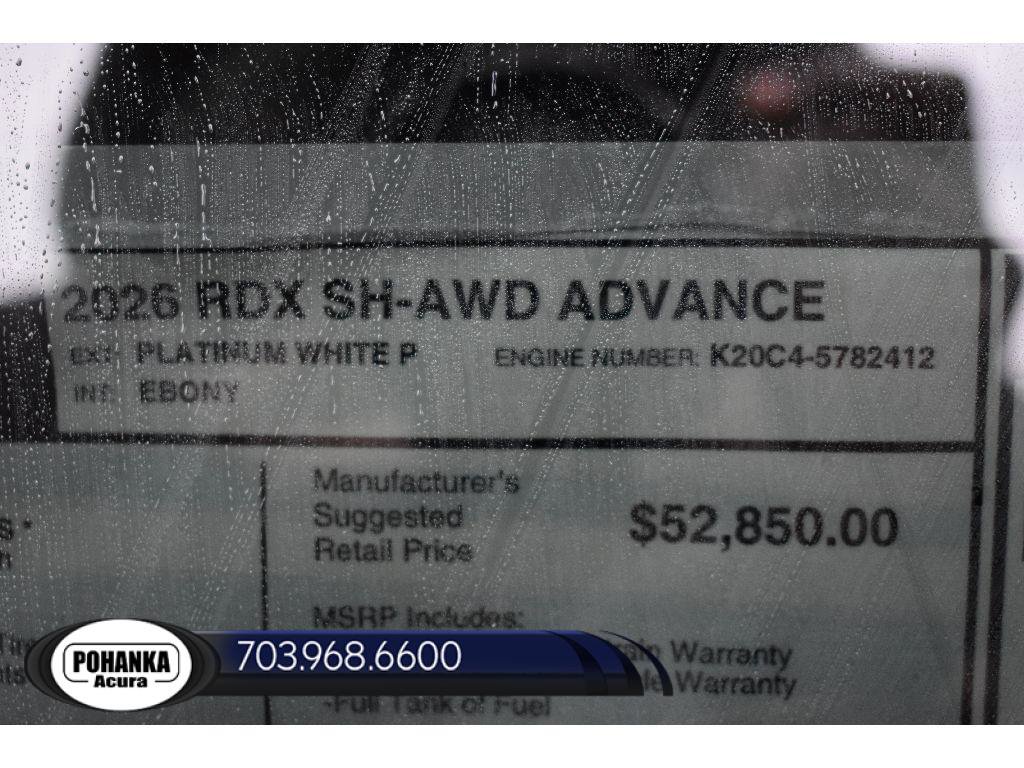 2026 RDX SH-AWD ADVANCE
EXT: PLATINUM WHITE P ENGINE NUMBER: K20C4-5782412
INT: EBONY
Manufacturer's
Suggested
Retail Price
$52,850.00
MSRP Includes:
Warranty
Warranty
-Full Tank of Fuel
POHANKA
Acura
703.968.6600